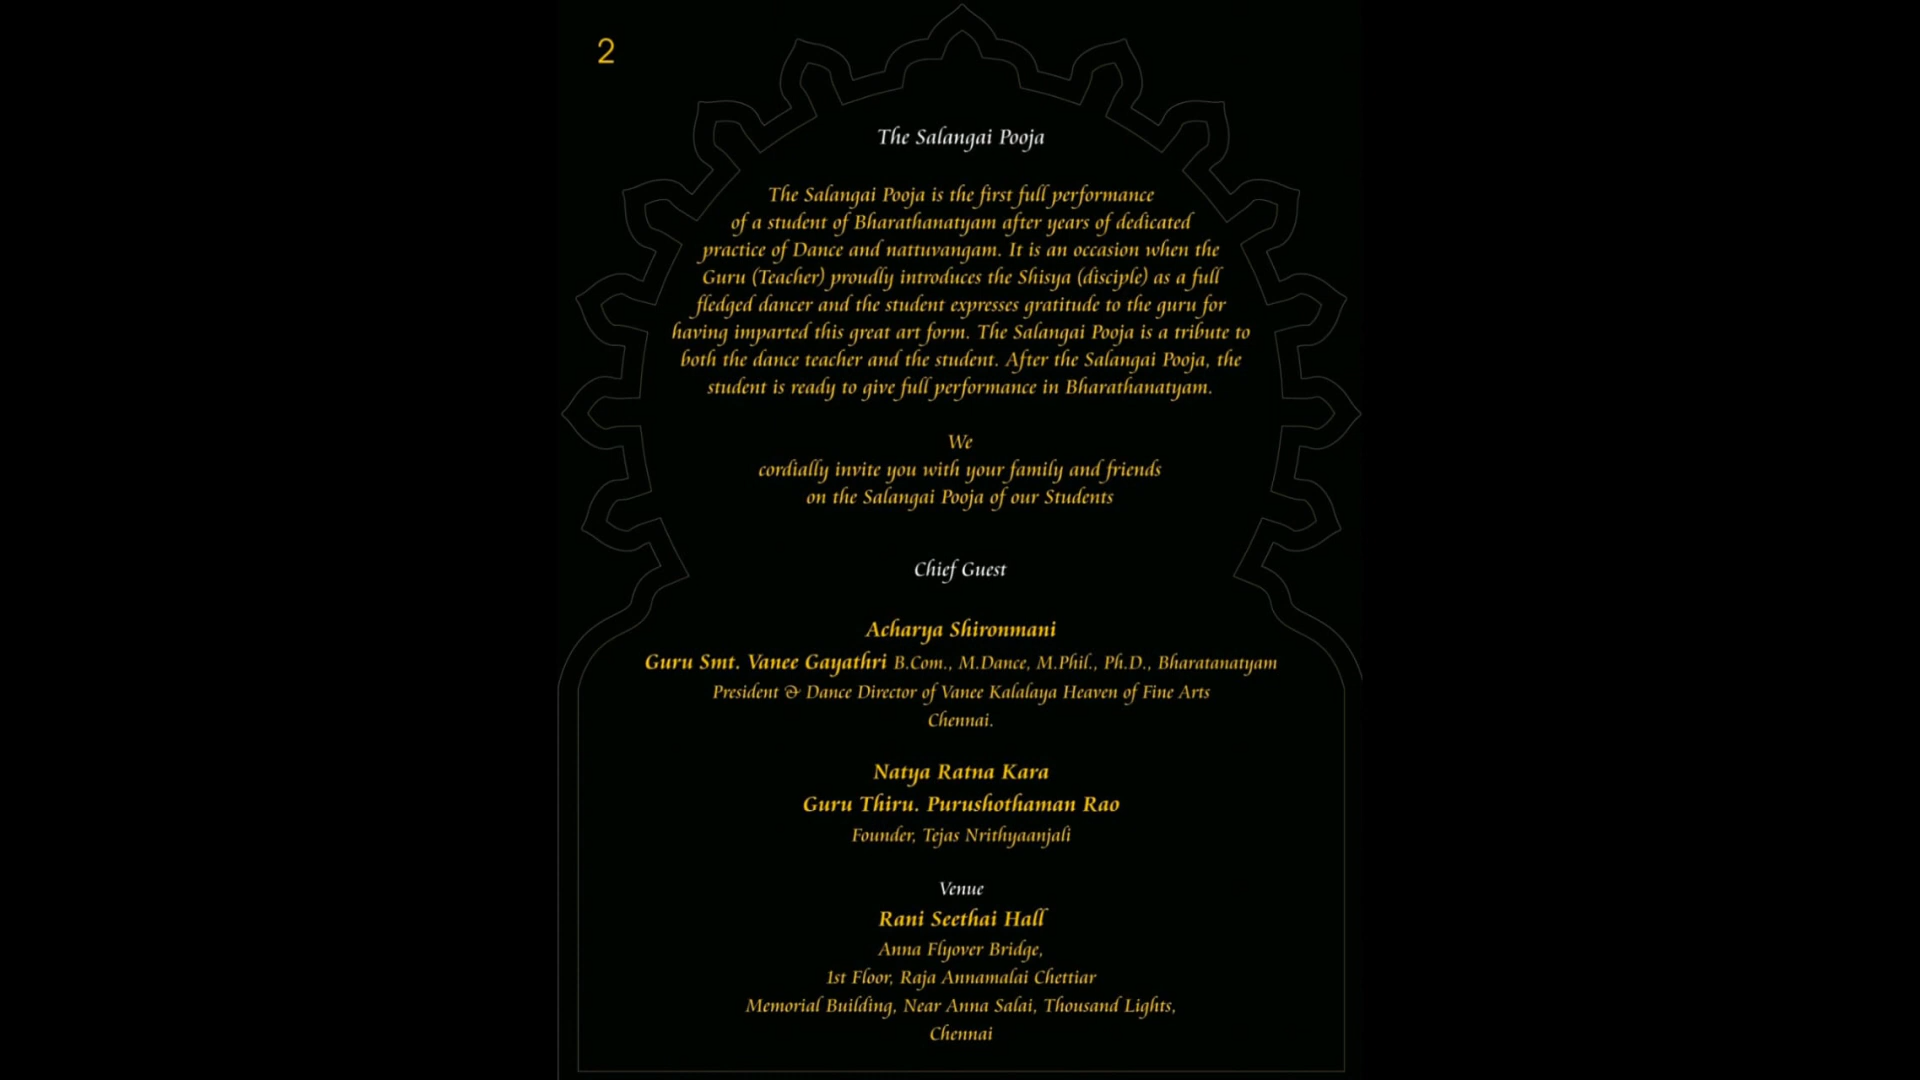 2
The Salangai Pooja
The Salangai Pooja is the first full performance
of a student of Bharathanatyam after years of dedicated
practice of Dance and nattuvangam. It is an occasion when the
Guru (Teacher) proudly introduces the Shisya (disciple) as a full
fledged dancer and the student expresses gratitude to the guru for
having imparted this great art form. The Salangai Pooja is a tribute to
both the dance teacher and the student. After the Salangai Pooja, the
student is ready to give full performance in Bharathanatyam.
We
cordially invite you with your family and friends
on the Salangai Pooja of our Students
Chief Guest
Acharya Shironmani
Guru Smt. Vanee Gayathri B.Com., M.Dance, M.Phil., Ph.D., Bharatanatyam
President & Dance Director of Vanee Kalalaya Heaven of Fine Arts
Chennai.
Natya Ratna Kara
Guru Thiru. Purushothaman Rao
Founder, Tejas Nrithyaanjali
Venue
Rani Seethai Hall
Anna Flyover Bridge,
1st Floor, Raja Annamalai Chettiar
Memorial Building, Near Anna Salai, Thousand Lights,
Chennai